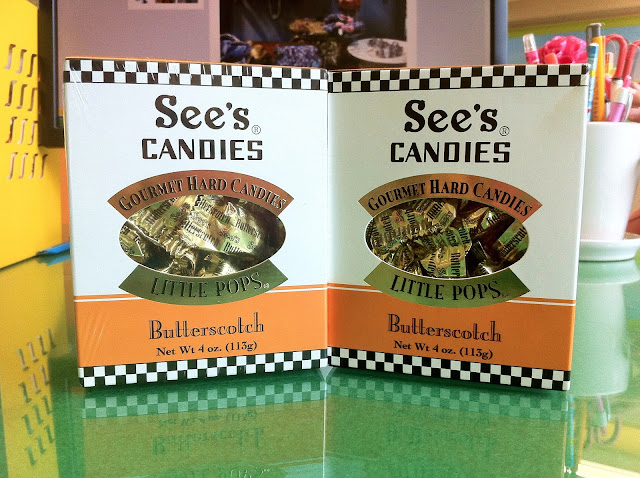 See's®
CANDIES
GOURMET HARD CANDIES
LITTLE POPS
Butterscotch
Net Wt 4 oz. (113g)
See's®
CANDIES
GOURMET HARD CANDIES
LITTLE POPS
Butterscotch
Net Wt 4 oz. (113g)